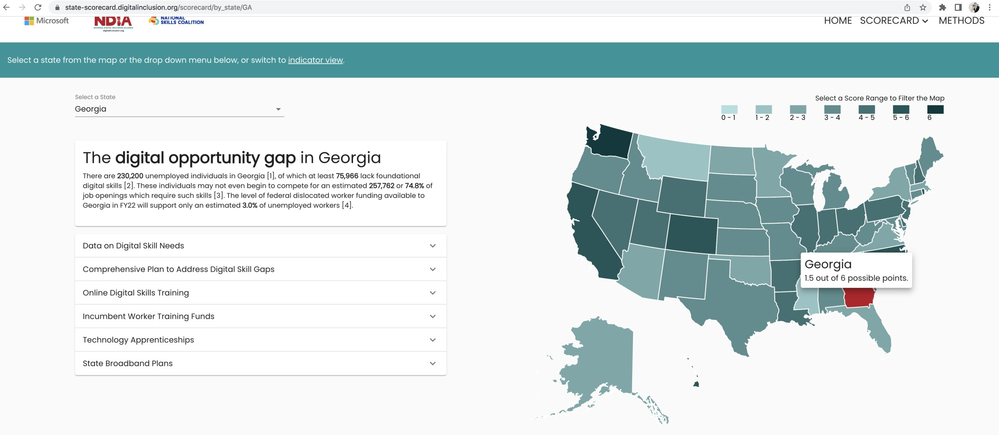 state-scorecard.digitalinclusion.org/scorecard/by_state/GA
Microsoft
NDIA
NATIONAL DIGITAL INCLUSION ALLIANCE
digitalinclusion.org
NATIONAL
SKILLS COALITION
HOME SCORECARD METHODS
Select a state from the map or the drop down menu below, or switch to indicator view.
Select a State
Georgia
Select a Score Range to Filter the Map
0 - 1 1 - 2 2 - 3 3 - 4 4 - 5 5 - 6 6
The digital opportunity gap in Georgia
There are 230,200 unemployed individuals in Georgia [1], of which at least 75,966 lack foundational
digital skills [2]. These individuals may not even begin to compete for an estimated 257,762 or 74.8% of
job openings which require such skills [3]. The level of federal dislocated worker funding available to
Georgia in FY22 will support only an estimated 3.0% of unemployed workers [4].
Data on Digital Skill Needs
Comprehensive Plan to Address Digital Skill Gaps
Online Digital Skills Training
Incumbent Worker Training Funds
Technology Apprenticeships
State Broadband Plans
Georgia
1.5 out of 6 possible points.